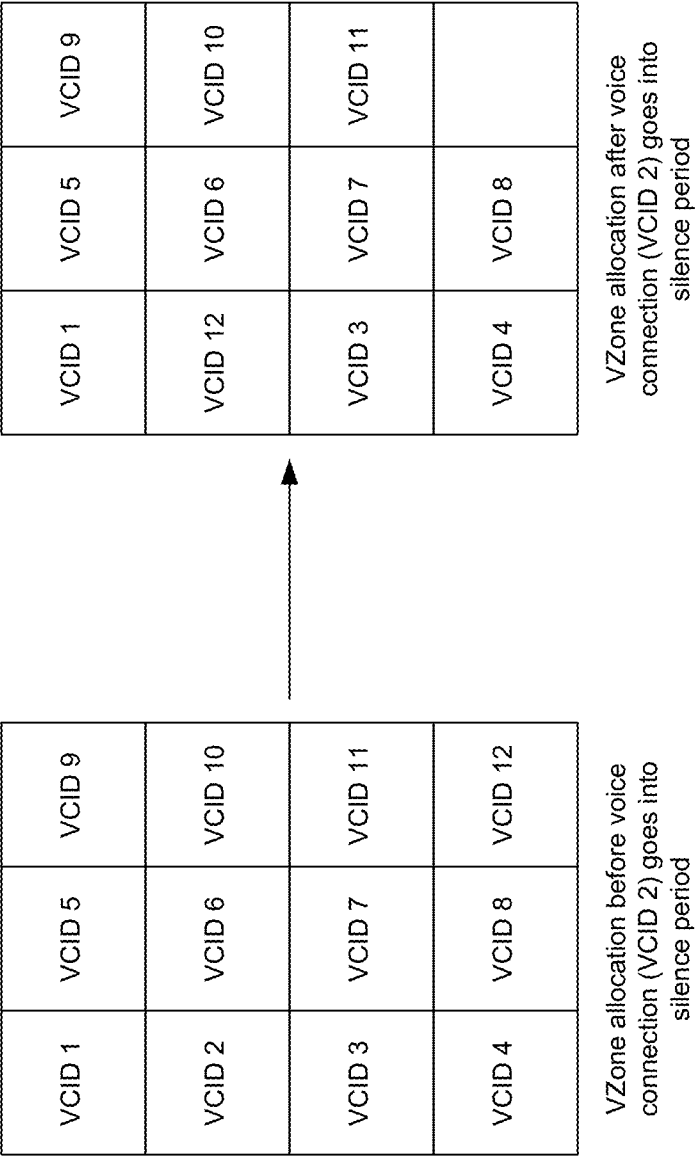 VCID 1
VCID 5
VCID 9
VCID 2
VCID 6
VCID 10
VCID 3
VCID 7
VCID 11
VCID 4
VCID 8
VCID 12
VZone allocation before voice
connection (VCID 2) goes into
silence period
VCID 1
VCID 5
VCID 9
VCID 12
VCID 6
VCID 10
VCID 3
VCID 7
VCID 11
VCID 4
VCID 8
VZone allocation after voice
connection (VCID 2) goes into
silence period